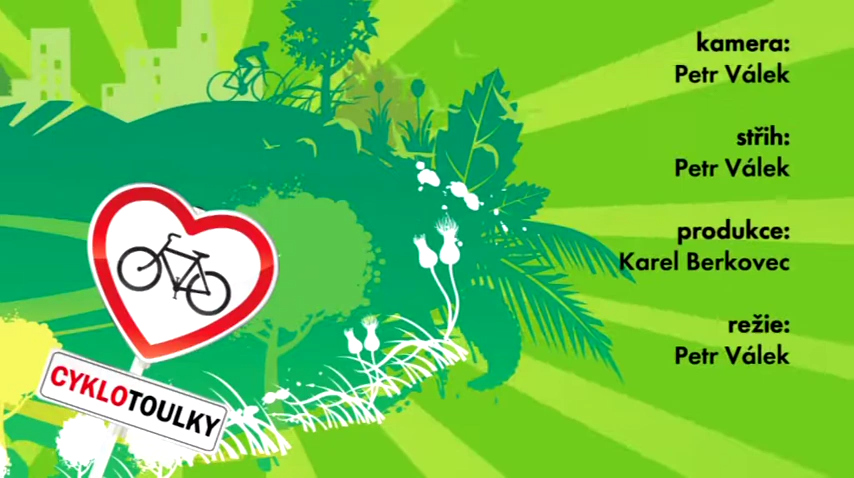 kamera:
Petr Válek
střih:
Petr Válek
produkce:
Karel Berkovec
režie:
Petr Válek
CYKLOTOULKY